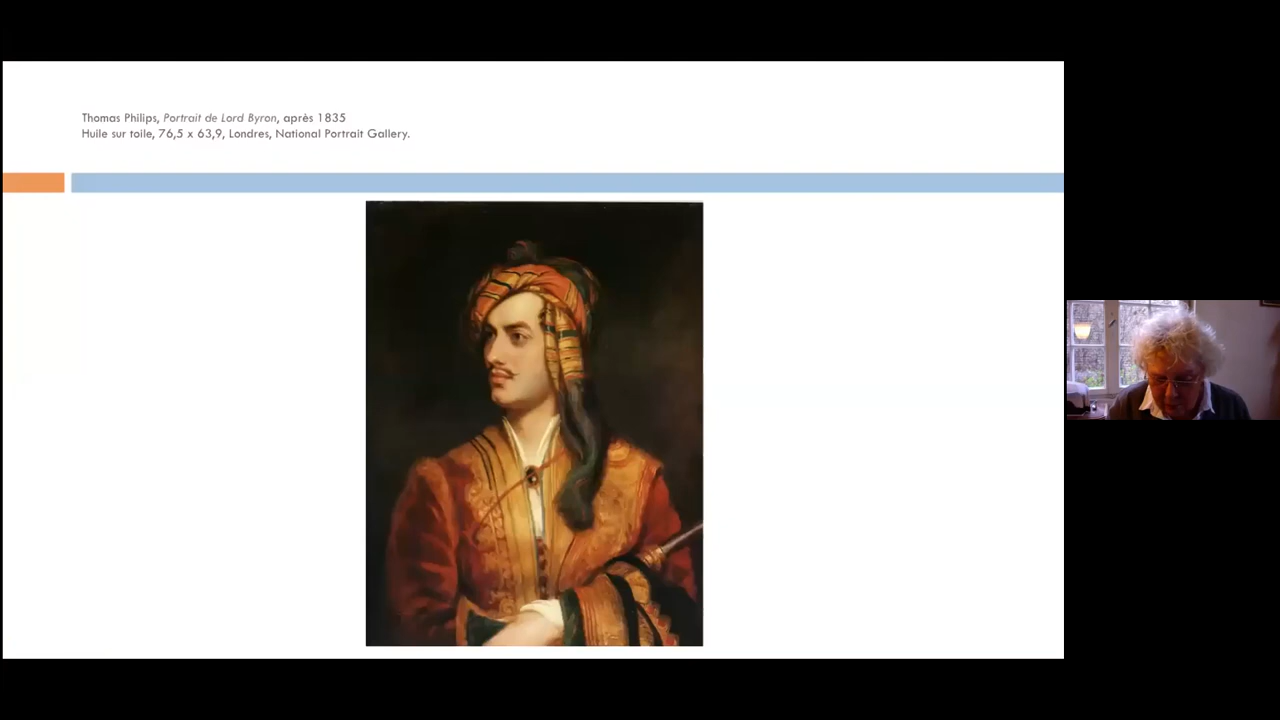 Thomas Philips, Portrait de Lord Byron, après 1835
Huile sur toile, 76,5 x 63,9, Londres, National Portrait Gallery.